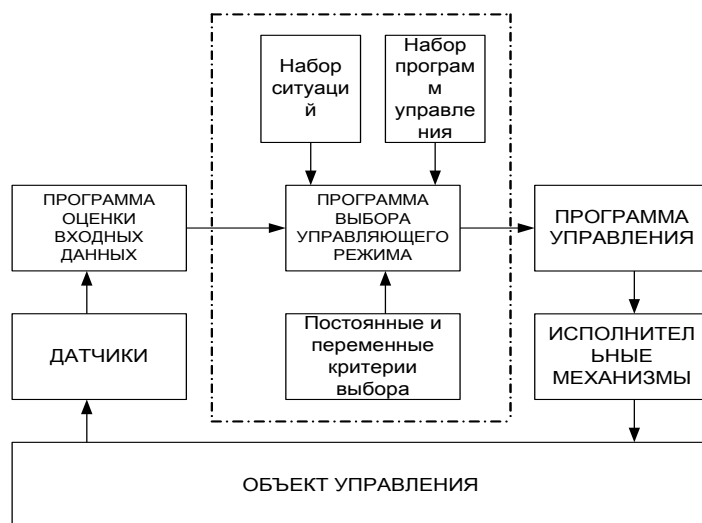 Набор
ситуаци
й
Набор
програм
м
управле
ния
ПРОГРАММА
ОЦЕНКИ
ВХОДНЫХ
ДАННЫХ
ПРОГРАММА
ВЫБОРА
УПРАВЛЯЮЩЕГО
РЕЖИМА
ПРОГРАММА
УПРАВЛЕНИЯ
ДАТЧИКИ
Постоянные и
переменные
критерии
выбора
ИСПОЛНИТЕЛ
ЬНЫЕ
МЕХАНИЗМЫ
ОБЪЕКТ УПРАВЛЕНИЯ